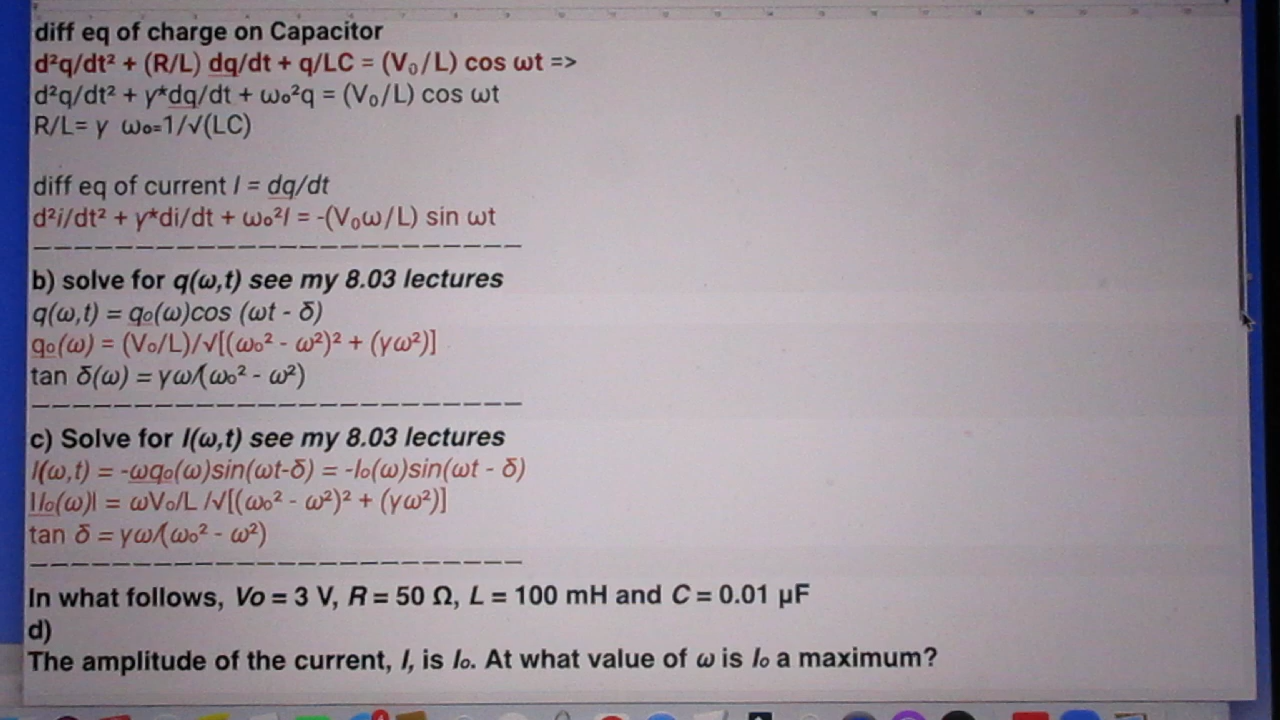 diff eq of charge on Capacitor
d²q/dt² + (R/L) dq/dt + q/LC = (V₀/L) cos ωt =>
d²q/dt² + γ*dq/dt + ω₀²q = (V₀/L) cos ωt
R/L= γ ω₀=1/√(LC)
diff eq of current I = dq/dt
d²i/dt² + γ*di/dt + ω₀²I = -(V₀ω/L) sin ωt
—————————————————
b) solve for q(ω,t) see my 8.03 lectures
q(ω,t) = q₀(ω)cos (ωt - δ)
q₀(ω) = (V₀/L)/√[(ω₀² - ω²)² + (γω²)]
tan δ(ω) = γω/(ω₀² - ω²)
—————————————————
c) Solve for I(ω,t) see my 8.03 lectures
I(ω,t) = -ωq₀(ω)sin(ωt-δ) = -I₀(ω)sin(ωt - δ)
|I₀(ω)| = ωV₀/L /√[(ω₀² - ω²)² + (γω²)]
tan δ = γω/(ω₀² - ω²)
—————————————————
In what follows, Vo = 3 V, R = 50 Ω, L = 100 mH and C = 0.01 µF
d)
The amplitude of the current, I, is I₀. At what value of ω is I₀ a maximum?